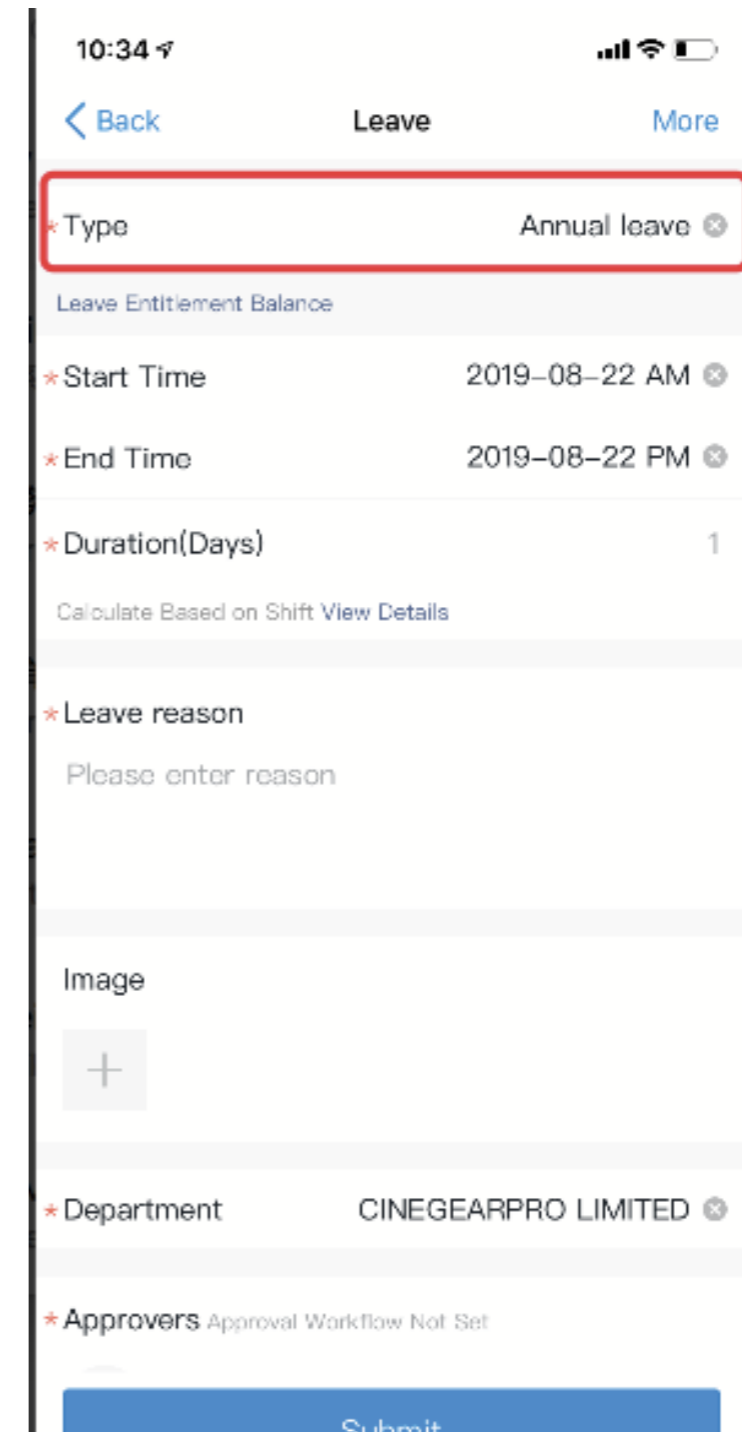 10:34
Back Leave More
*Type Annual leave
Leave Entitlement Balance
*Start Time 2019-08-22 AM
*End Time 2019-08-22 PM
*Duration(Days) 1
Calculate Based on Shift View Details
*Leave reason
Please enter reason
Image
*Department CINEGEARPRO LIMITED
*Approvers Approval Workflow Not Set
Submit